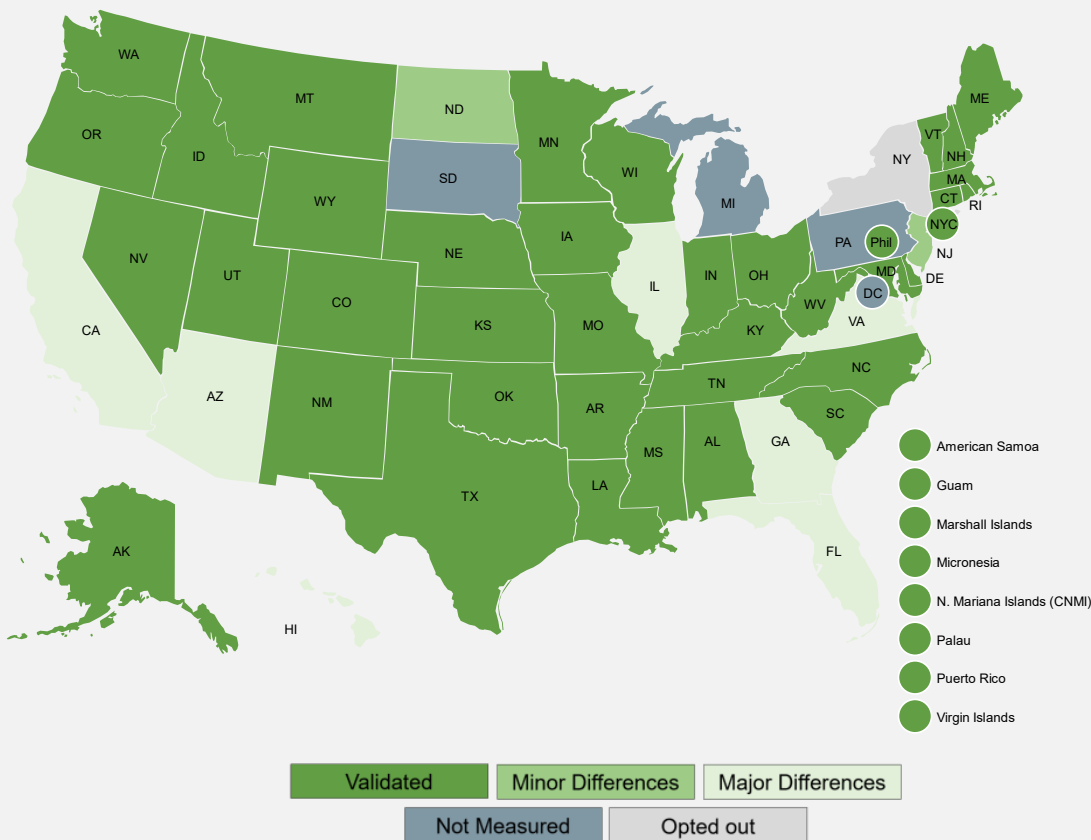 WA
MT
ND
MN
ME
OR
ID
SD
WI
MI
NY
VT
NH
MA
CT
RI
WY
NYC
NV
UT
NE
IA
PA
Phil
NJ
CO
IL
IN
OH
MD
DE
DC
CA
KS
MO
WV
VA
KY
AZ
NM
OK
AR
TN
NC
SC
MS
AL
GA
LA
TX
American Samoa
Guam
Marshall Islands
AK
FL
Micronesia
N. Mariana Islands (CNMI)
HI
Palau
Puerto Rico
Virgin Islands
Validated
Minor Differences
Major Differences
Not Measured
Opted out